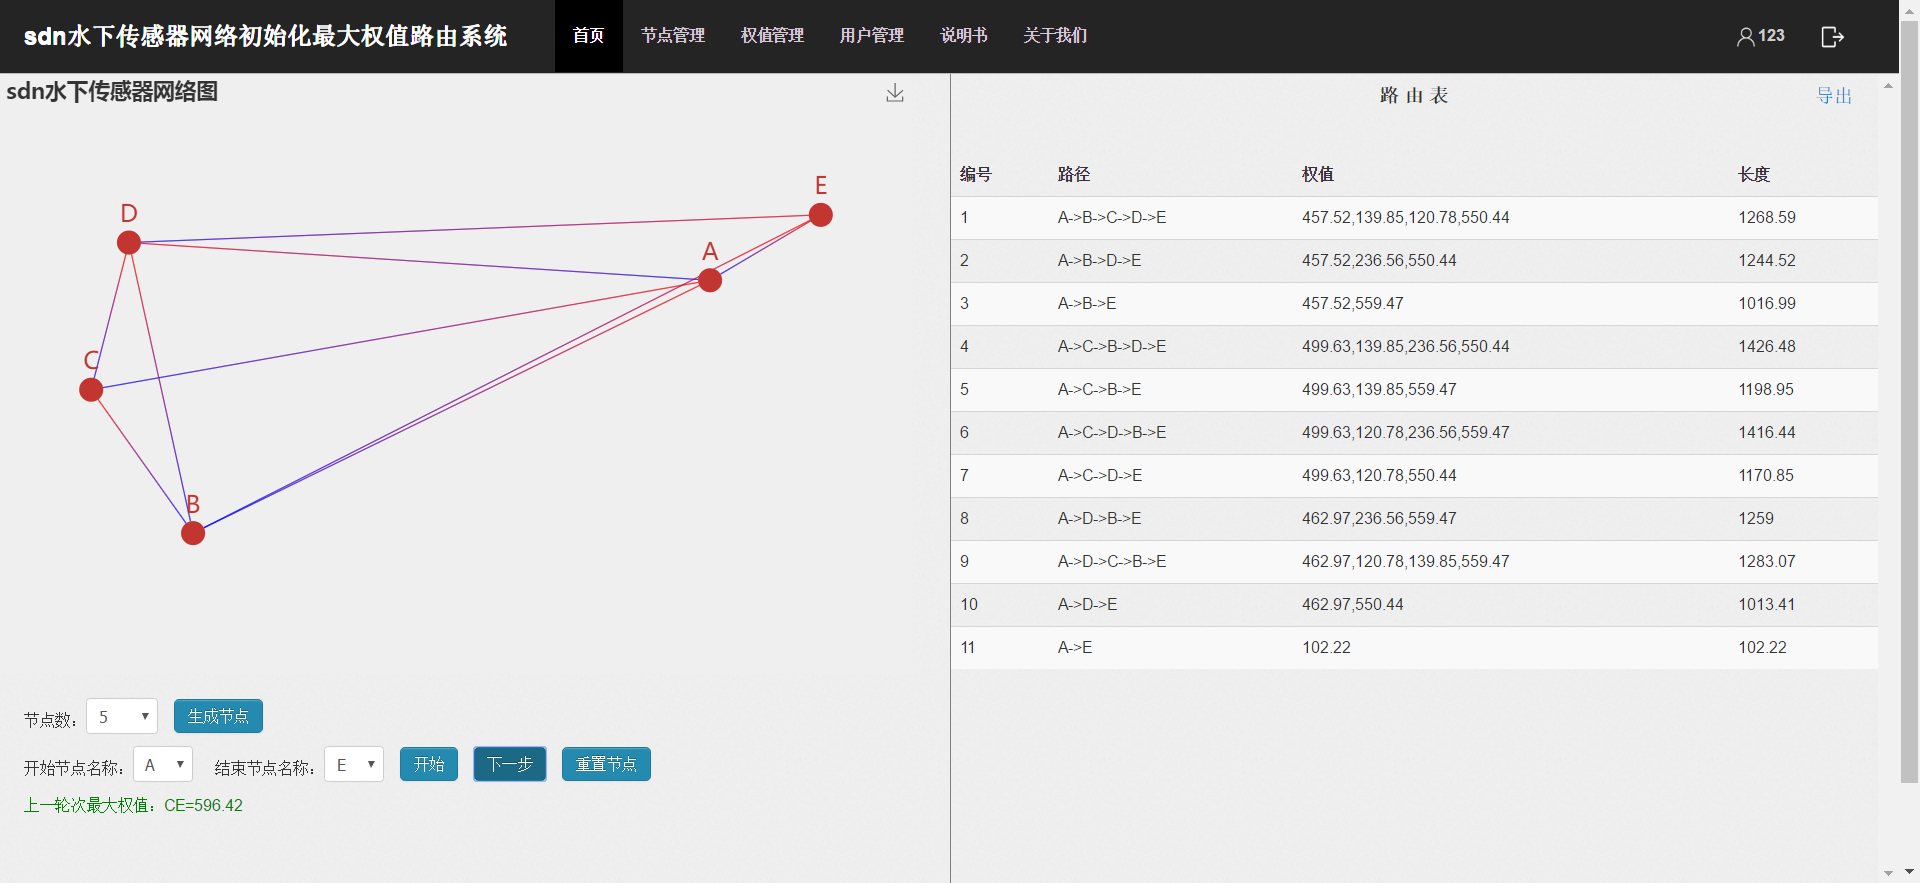 sdn水下传感器网络初始化最大权值路由系统 首页 节点管理 权值管理 用户管理 说明书 关于我们 123
sdn水下传感器网络图
E
D
A
C
B
节点数： 5 生成节点
开始节点名称： A 结束节点名称： E 开始 下一步 重置节点
上一轮次最大权值：CE=596.42
路由表 导出
编号 路径 权值 长度
1 A->B->C->D->E 457.52,139.85,120.78,550.44 1268.59
2 A->B->D->E 457.52,236.56,550.44 1244.52
3 A->B->E 457.52,559.47 1016.99
4 A->C->B->D->E 499.63,139.85,236.56,550.44 1426.48
5 A->C->B->E 499.63,139.85,559.47 1198.95
6 A->C->D->B->E 499.63,120.78,236.56,559.47 1416.44
7 A->C->D->E 499.63,120.78,550.44 1170.85
8 A->D->B->E 462.97,236.56,559.47 1259
9 A->D->C->B->E 462.97,120.78,139.85,559.47 1283.07
10 A->D->E 462.97,550.44 1013.41
11 A->E 102.22 102.22